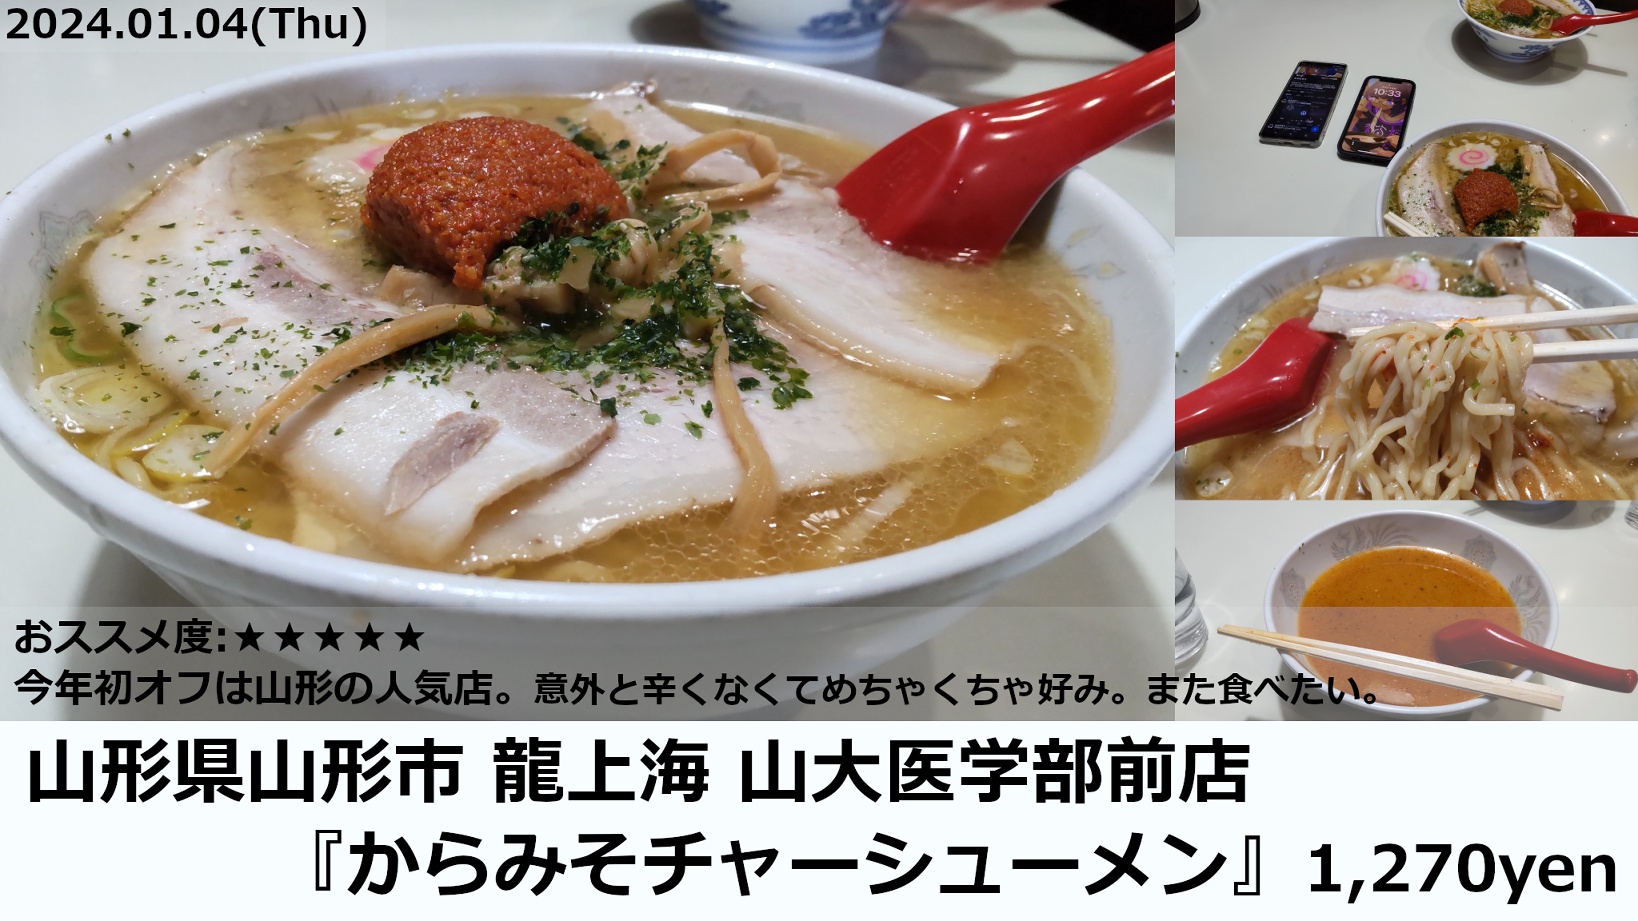 2024.01.04(Thu)
10:33
おススメ度:★★★★★
今年初オフは山形の人気店。意外と辛くなくてめちゃくちゃ好み。また食べたい。
山形県山形市 龍上海 山大医学部前店
『からみそチャーシューメン』 1,270yen